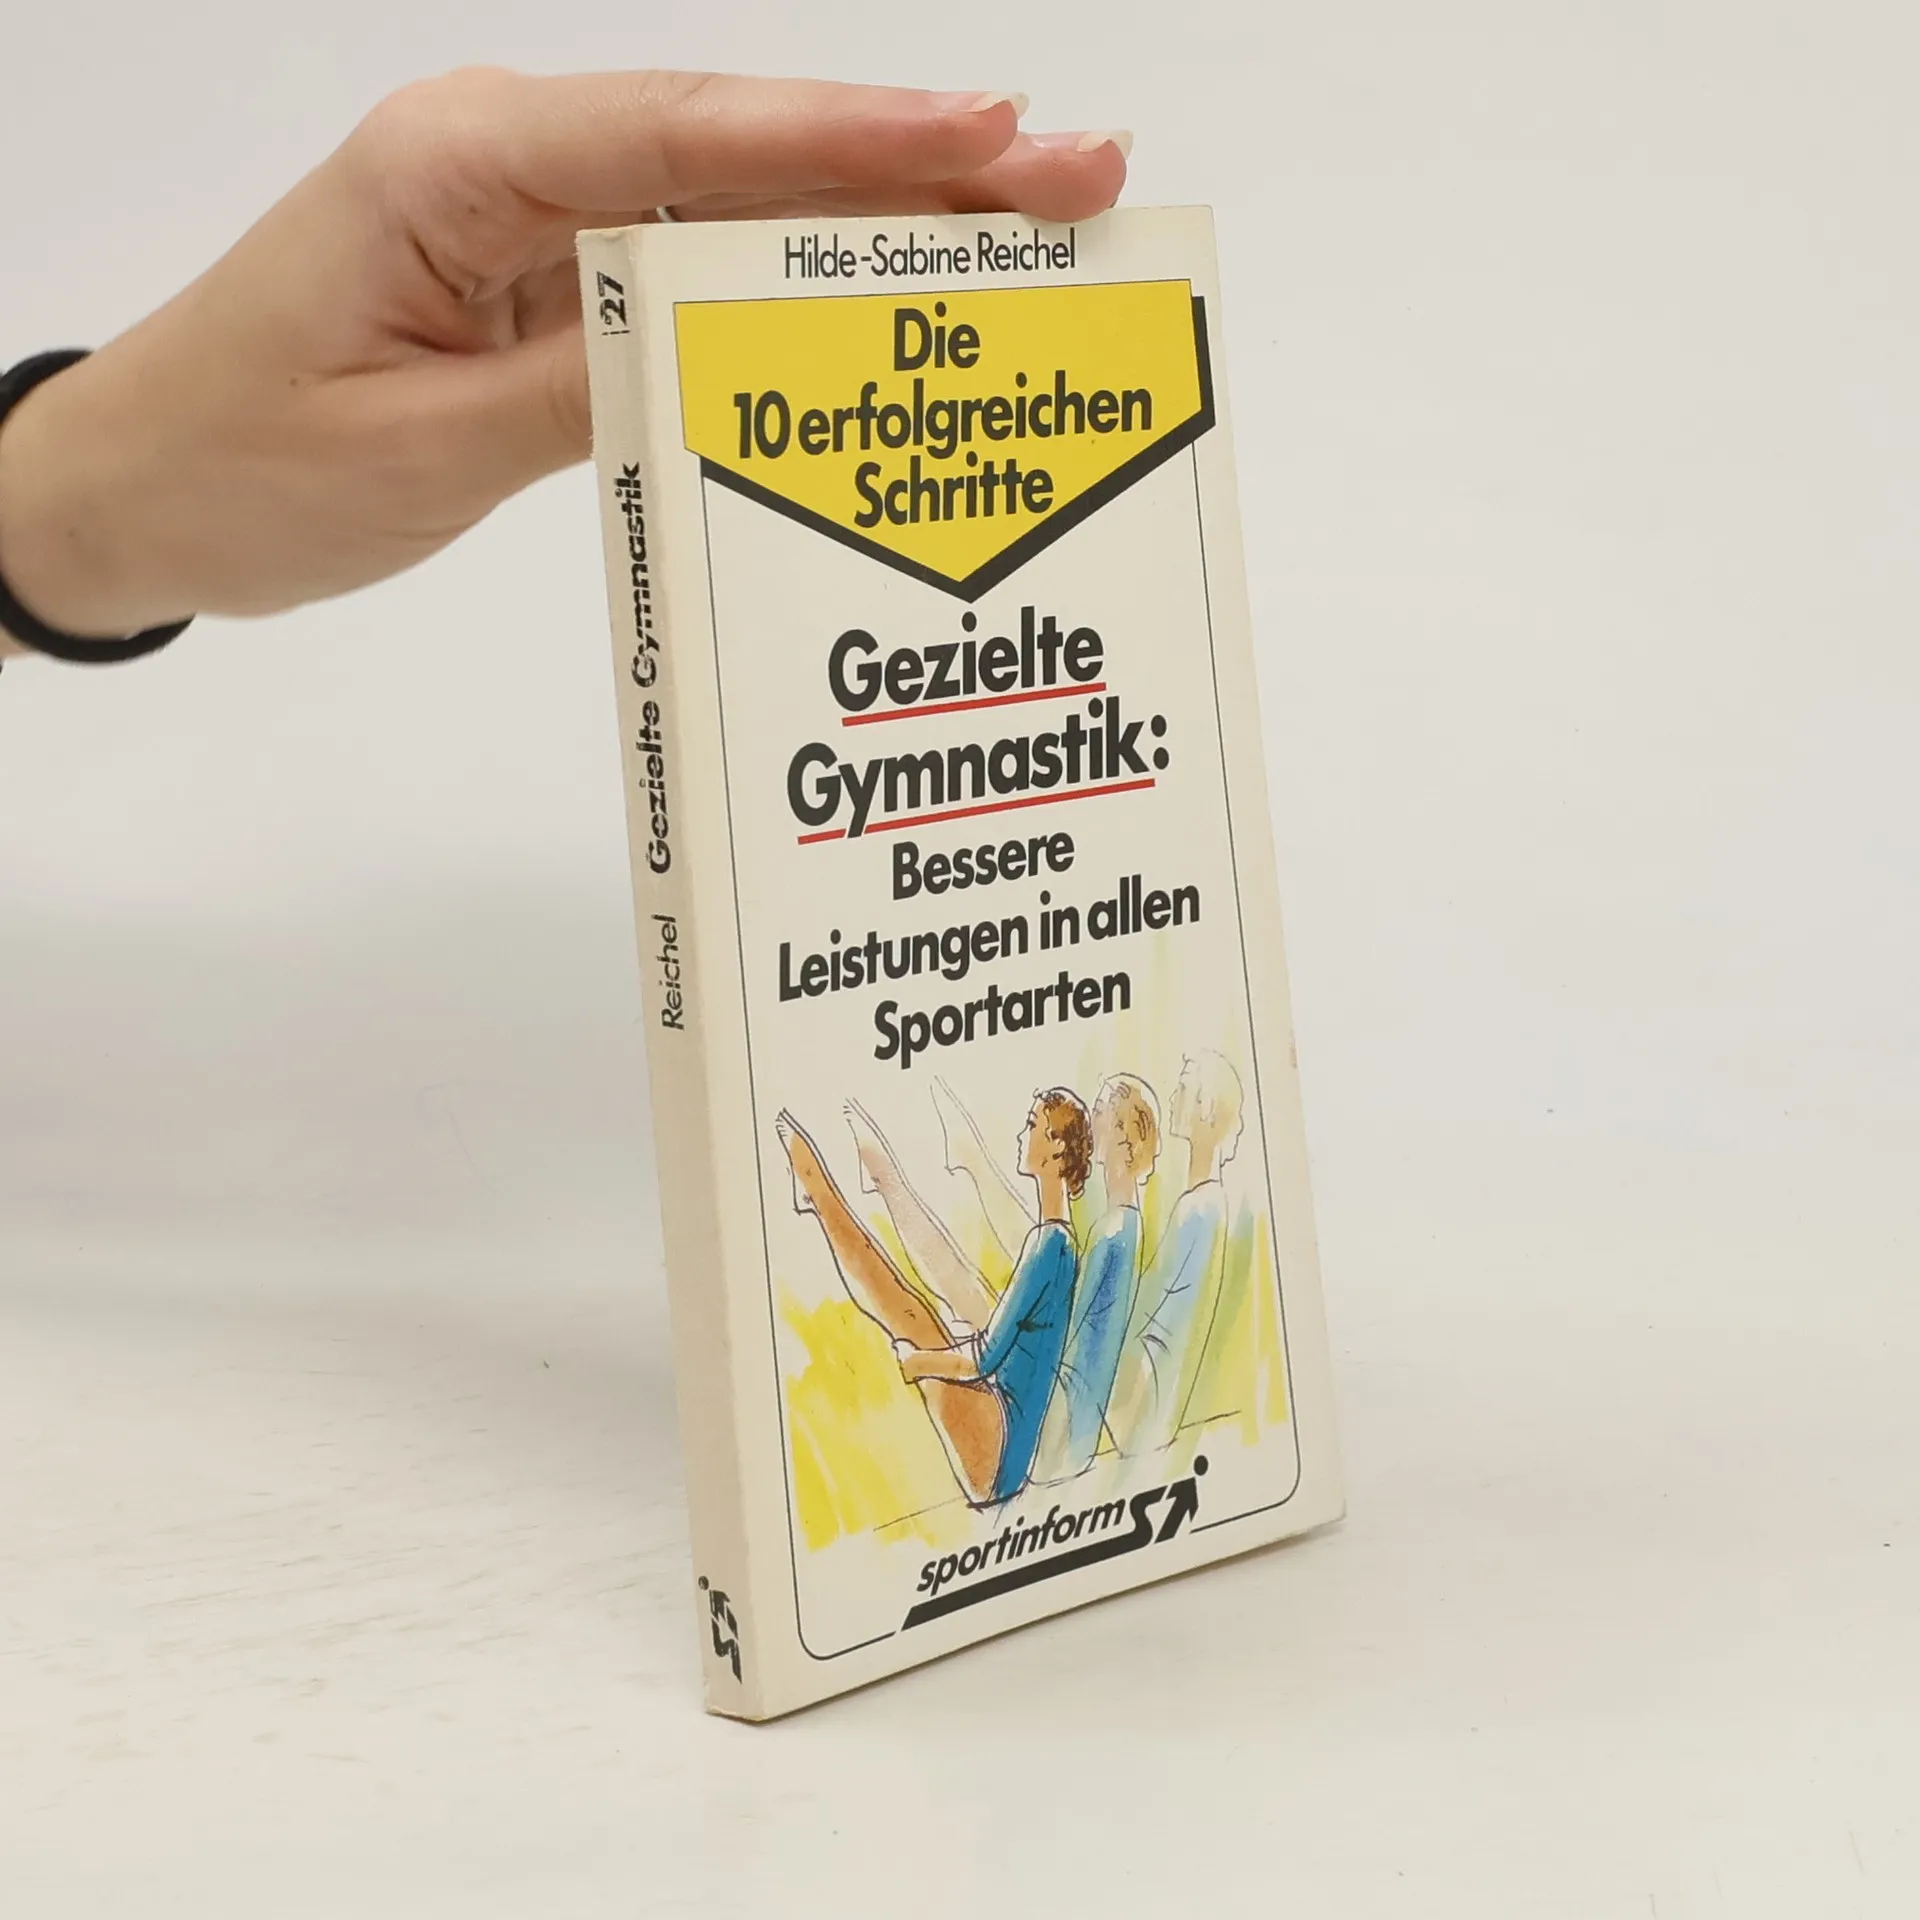 Hilde-Sabine Reichel
Die
10 erfolgreichen
Schritte
Gezielte
Gymnastik:
Bessere
Leistungen in allen
Sportarten
sportinform
Reichel Gezielte Gymnastik 27